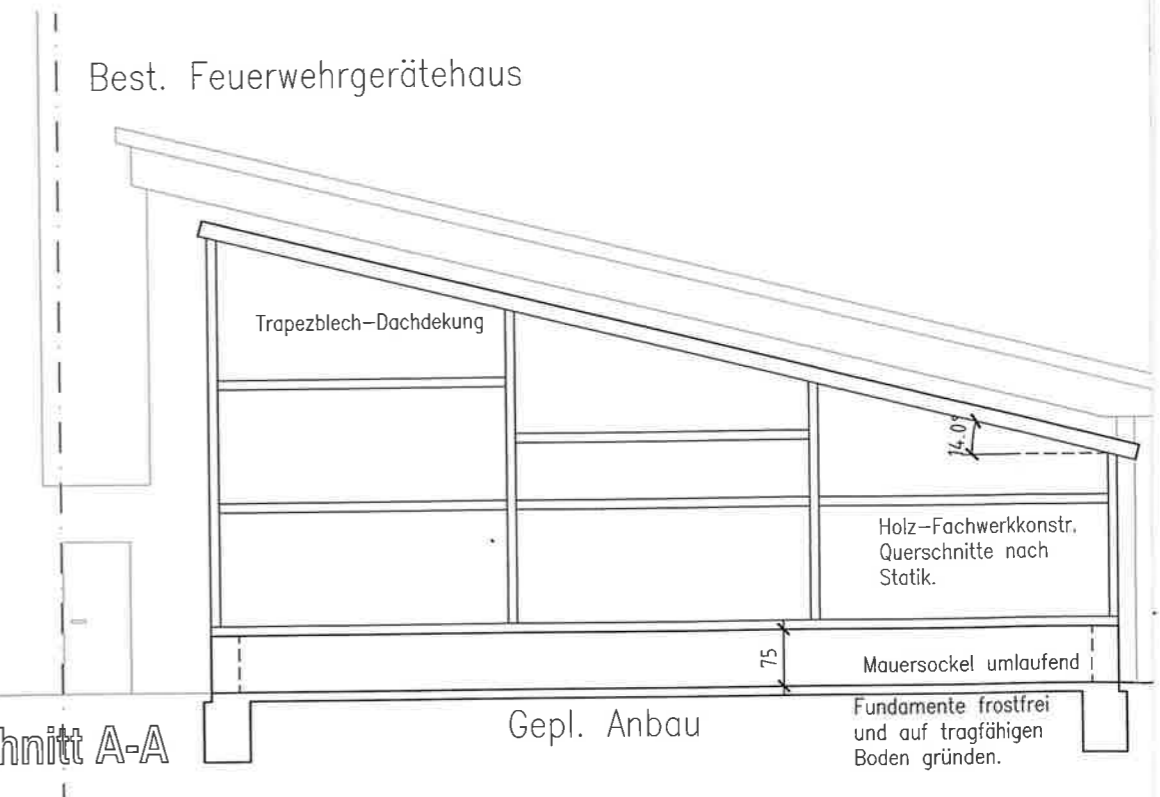 Best. Feuerwehrgerätehaus
Trapezblech-Dachdekung
14.0°
Holz-Fachwerkkonstr.
Querschnitte nach
Statik.
75
Mauersockel umlaufend
Fundamente frostfrei
und auf tragfähigen
Boden gründen.
Gepl. Anbau
hnitt A-A